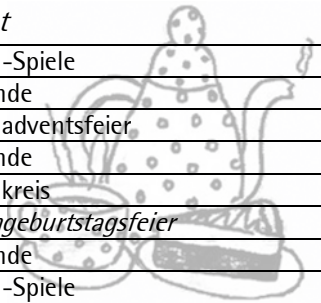 t
-Spiele
nde
adventsfeier
nde
kreis
geburtstagsfeier
nde
-Spiele